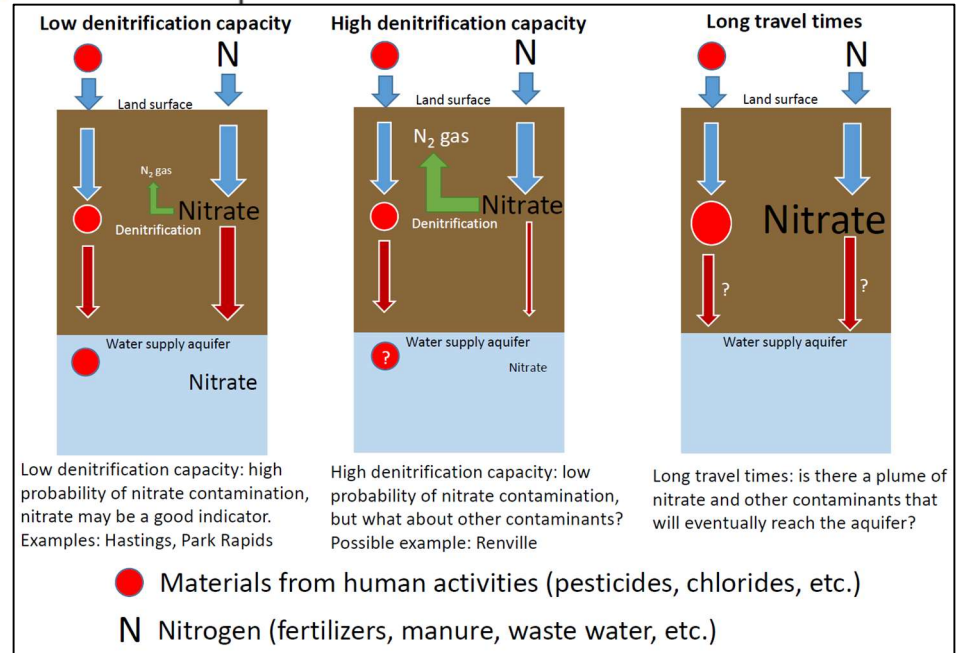 Low denitrification capacity
N
Land surface
N2 gas
Nitrate
Denitrification
Water supply aquifer
Nitrate
Low denitrification capacity: high
probability of nitrate contamination,
nitrate may be a good indicator.
Examples: Hastings, Park Rapids
High denitrification capacity
N
Land surface
N2 gas
Nitrate
Denitrification
Water supply aquifer
?
Nitrate
High denitrification capacity: low
probability of nitrate contamination,
but what about other contaminants?
Possible example: Renville
Long travel times
N
Land surface
Nitrate
?
?
Water supply aquifer
Long travel times: is there a plume of
nitrate and other contaminants that
will eventually reach the aquifer?
Materials from human activities (pesticides, chlorides, etc.)
N Nitrogen (fertilizers, manure, waste water, etc.)